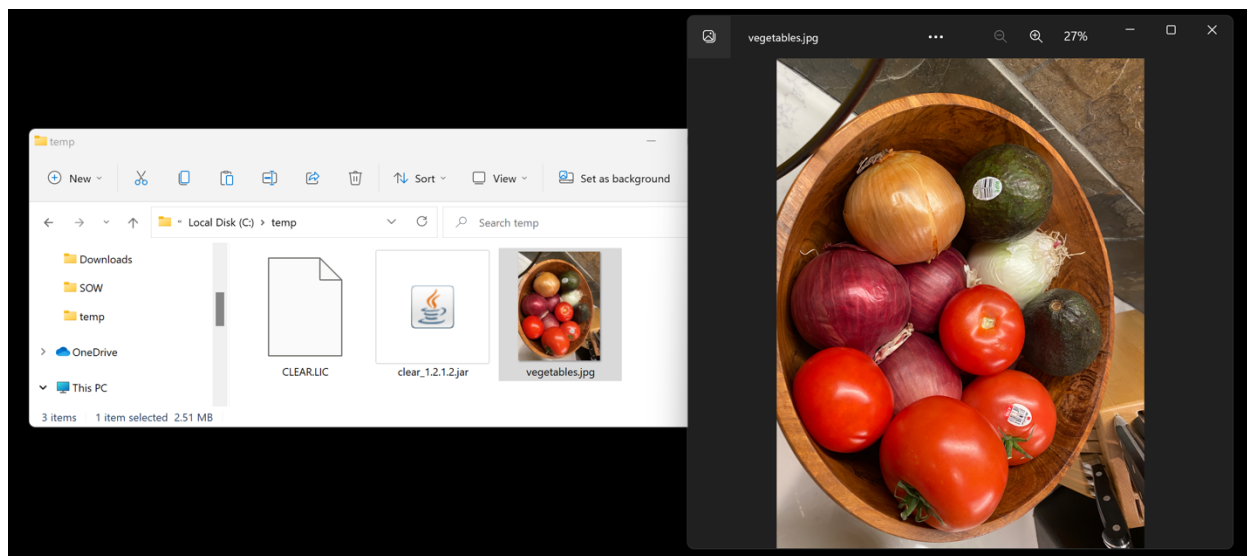 temp
New
Sort
View
Set as background
Local Disk (C:) › temp
Search temp
Downloads
SOW
temp
OneDrive
This PC
CLEAR.LIC
clear_1.2.1.2.jar
vegetables.jpg
3 items
1 item selected 2.51 MB
vegetables.jpg
27%